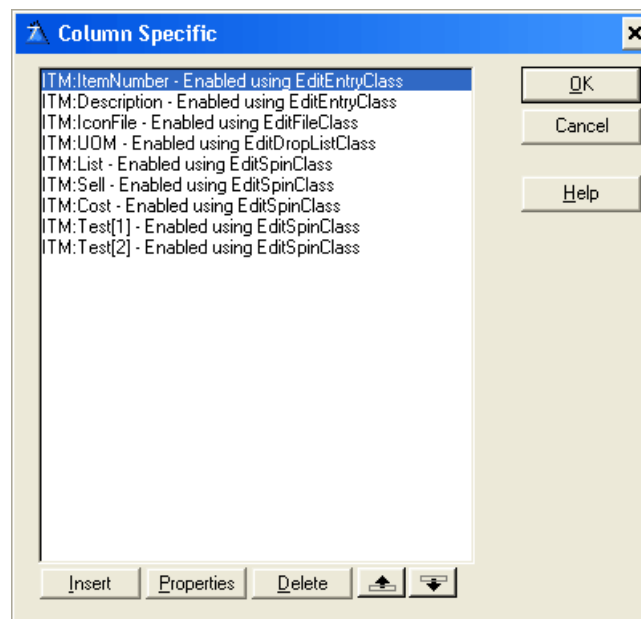 Column Specific
ITM:ItemNumber - Enabled using EditEntryClass
ITM:Description - Enabled using EditEntryClass
ITM:IconFile - Enabled using EditFileClass
ITM:UOM - Enabled using EditDropListClass
ITM:List - Enabled using EditSpinClass
ITM:Sell - Enabled using EditSpinClass
ITM:Cost - Enabled using EditSpinClass
ITM:Test[1] - Enabled using EditSpinClass
ITM:Test[2] - Enabled using EditSpinClass
OK
Cancel
Help
Insert Properties Delete